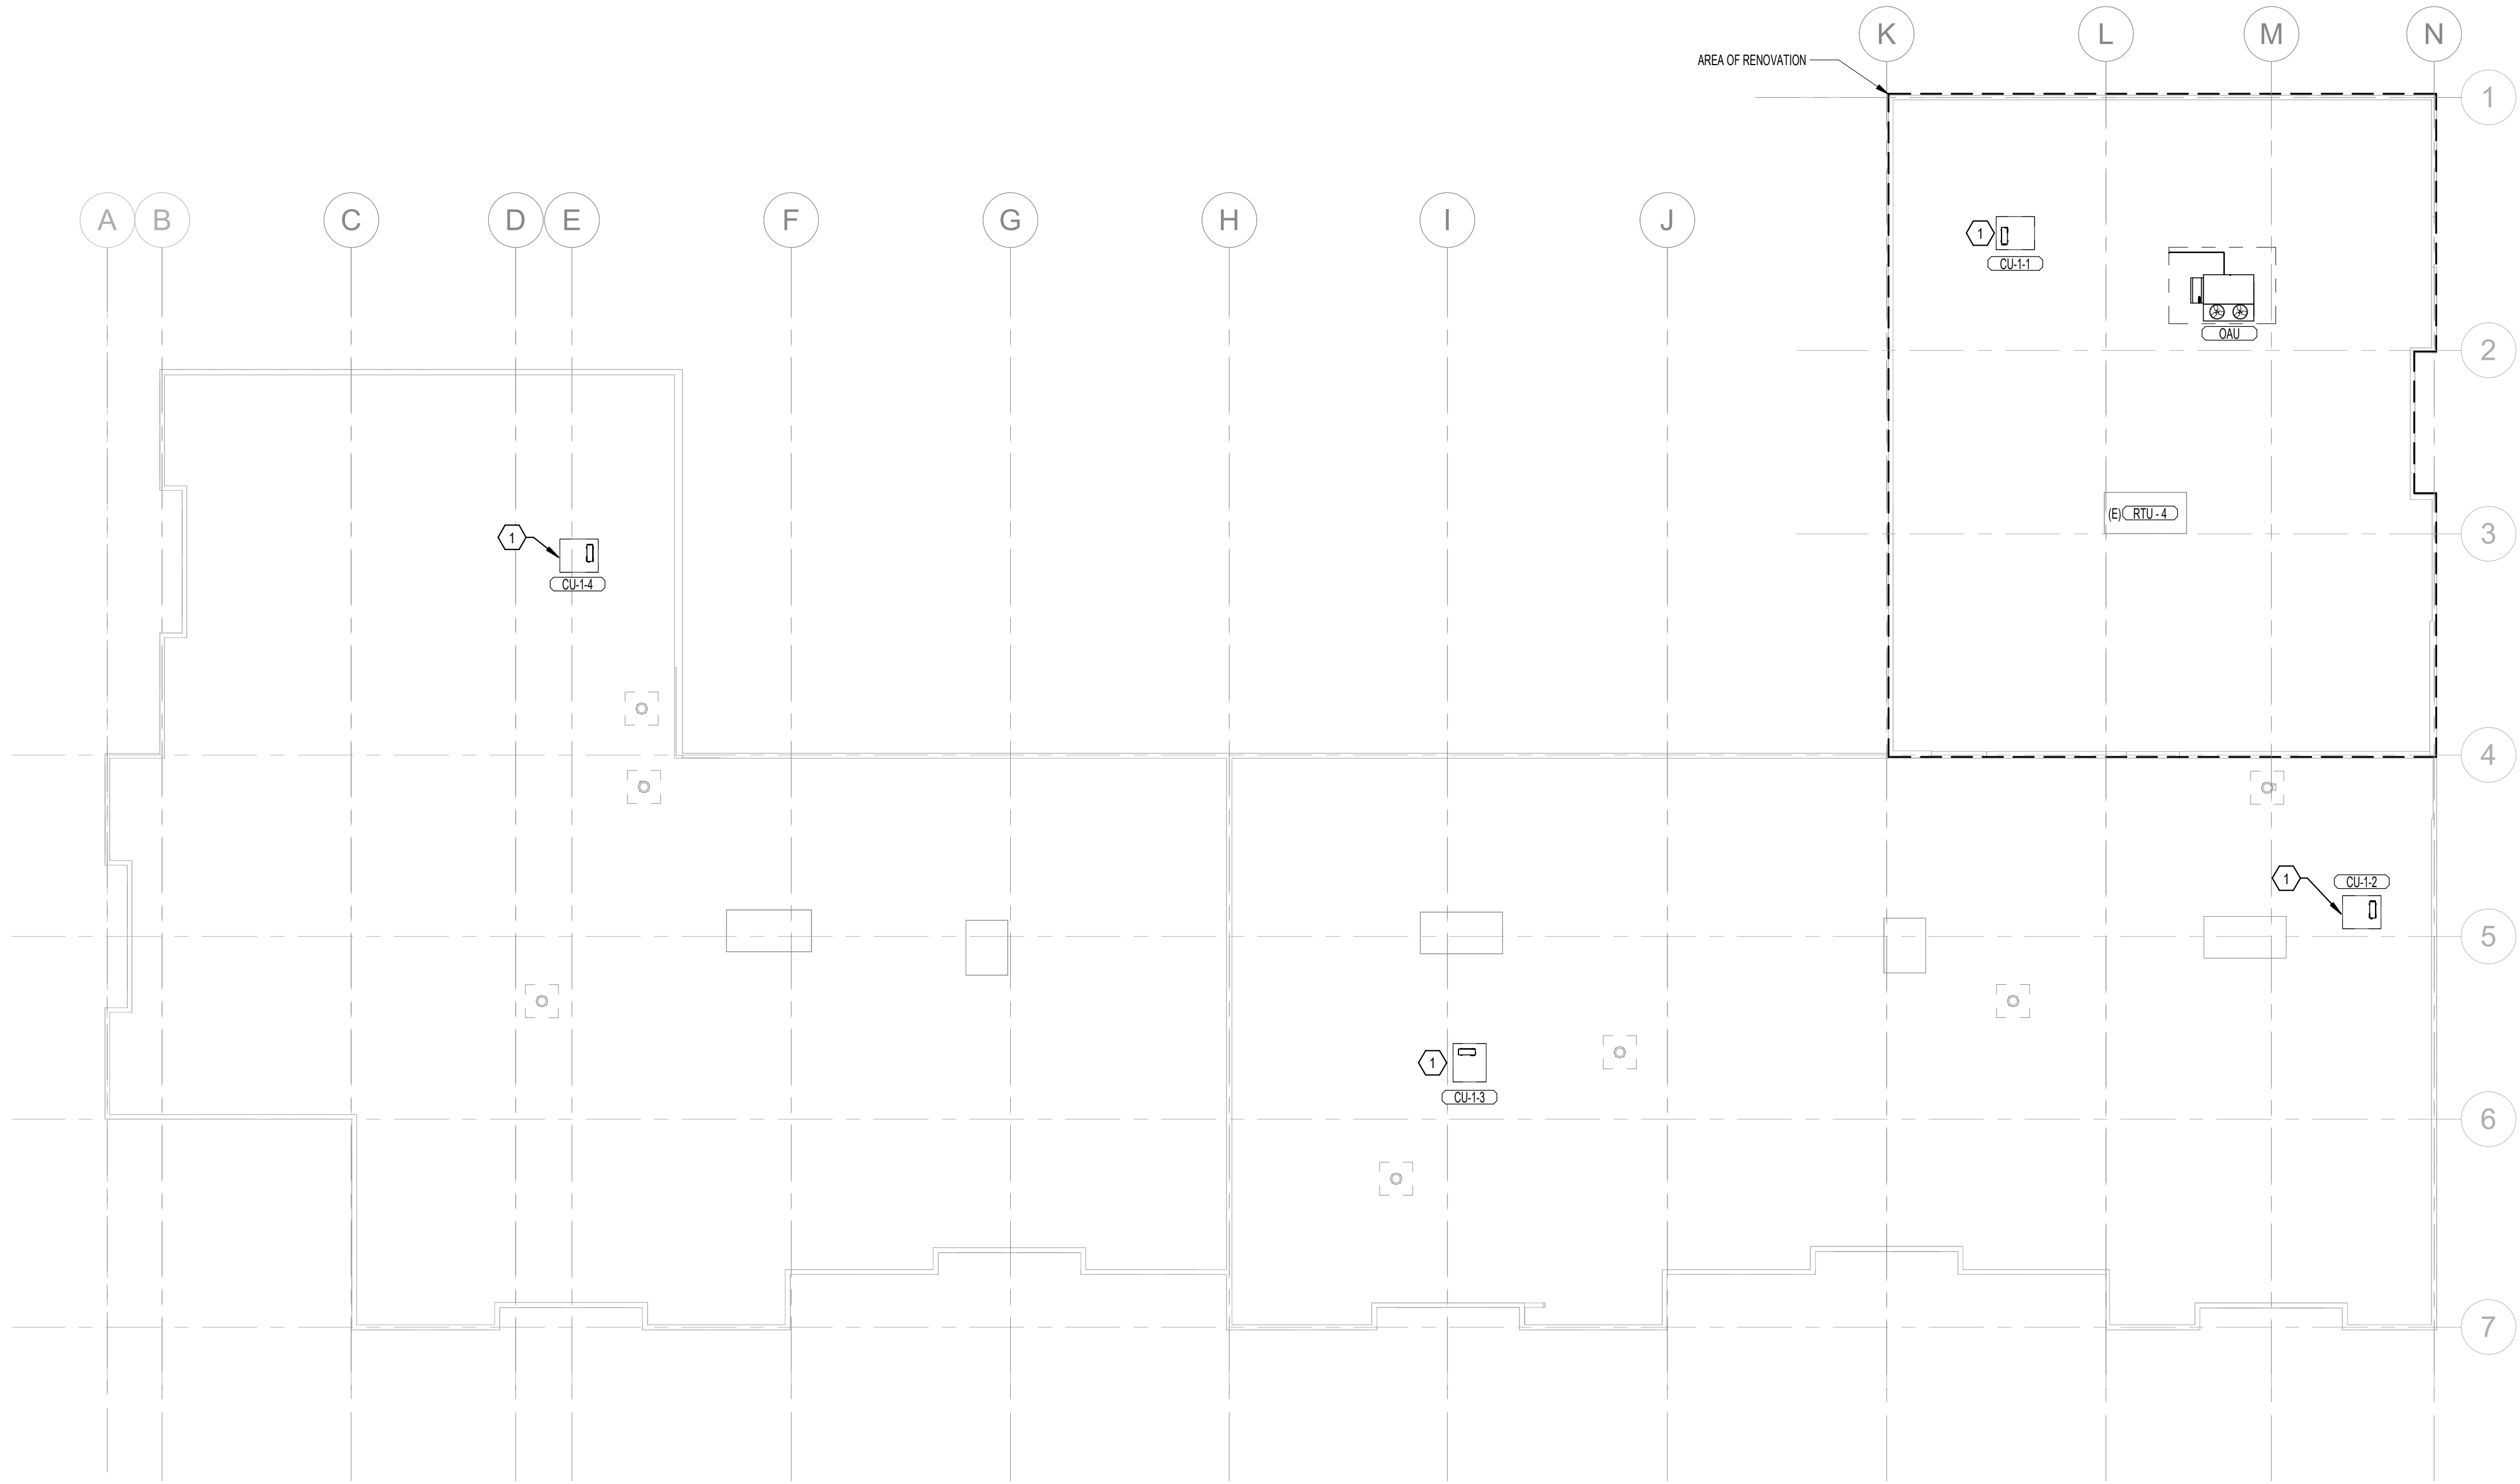 K L M N
AREA OF RENOVATION
1
A B C D E F G H I J
1
CU-1-1
OAU
2
(E) RTU - 4
3
1
CU-1-4
4
1
CU-1-2
5
1
CU-1-3
6
7